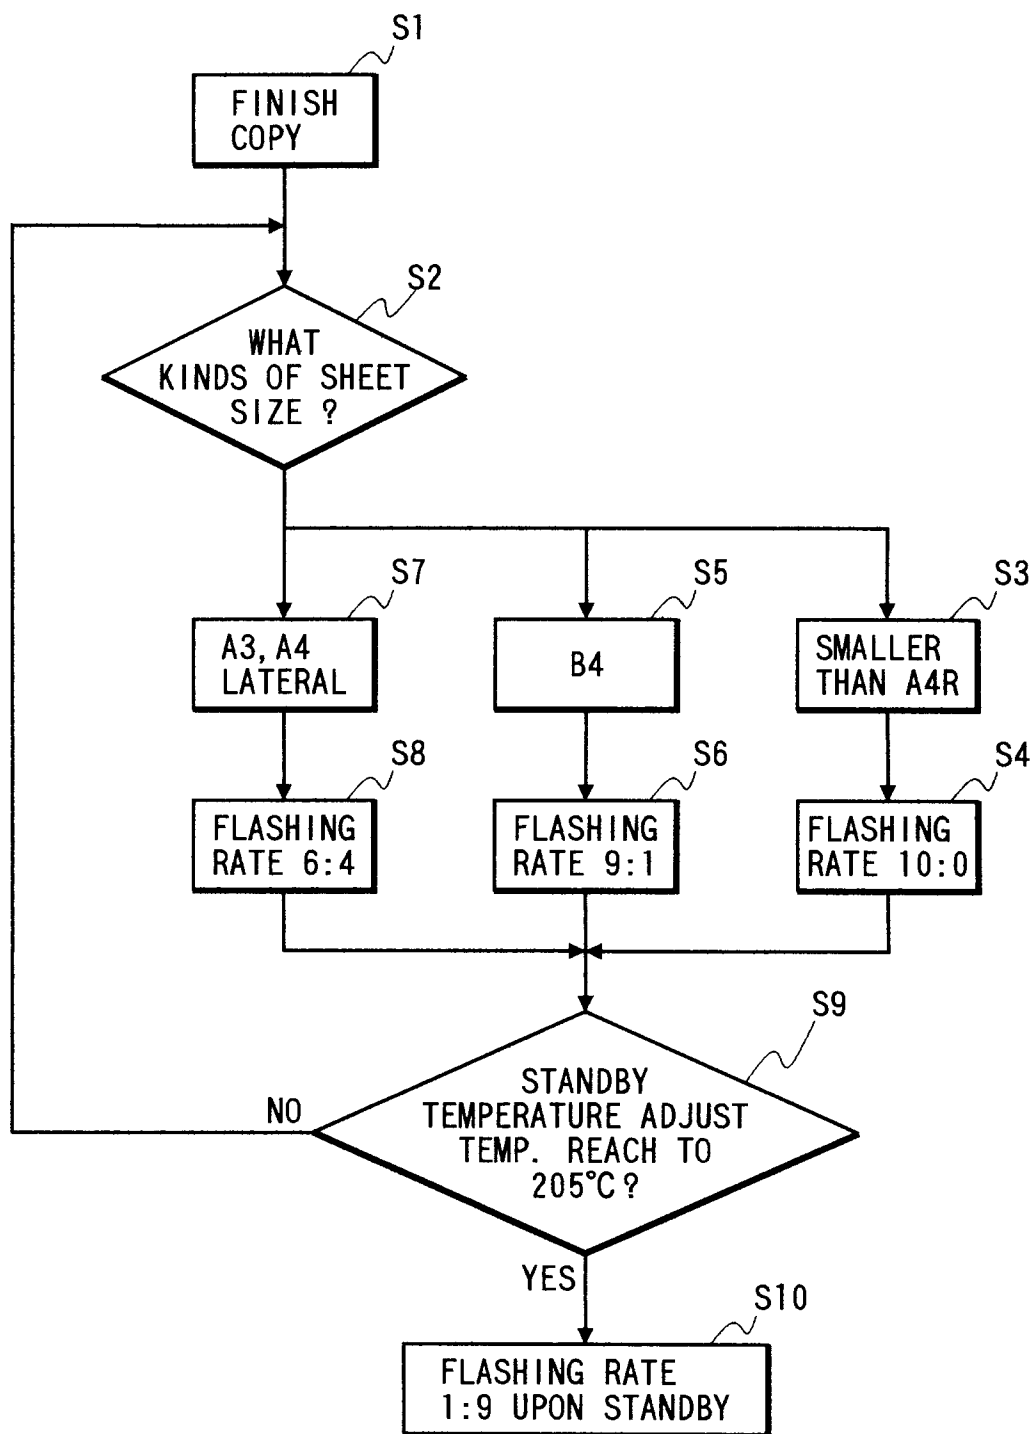 S1
FINISH
COPY
S2
WHAT
KINDS OF SHEET
SIZE ?
S7
A3, A4
LATERAL
S5
B4
S3
SMALLER
THAN A4R
S8
FLASHING
RATE 6:4
S6
FLASHING
RATE 9:1
S4
FLASHING
RATE 10:0
S9
STANDBY
TEMPERATURE ADJUST
TEMP. REACH TO
205°C?
NO
YES
S10
FLASHING RATE
1:9 UPON STANDBY